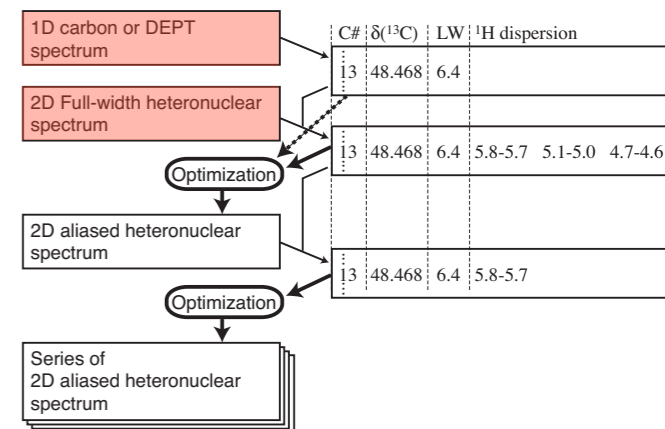 1D carbon or DEPT
spectrum
C# δ(¹³C) LW ¹H dispersion
13 48.468 6.4
2D Full-width heteronuclear
spectrum
13 48.468 6.4 5.8-5.7 5.1-5.0 4.7-4.6
Optimization
2D aliased heteronuclear
spectrum
13 48.468 6.4 5.8-5.7
Optimization
Series of
2D aliased heteronuclear
spectrum